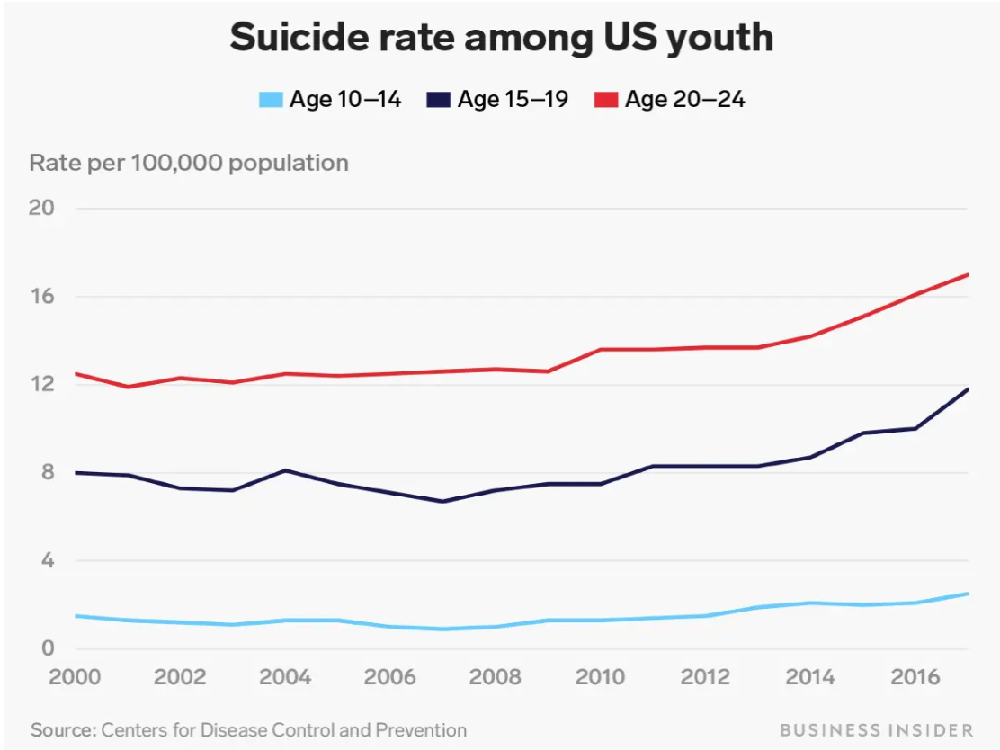 Suicide rate among US youth
Age 10–14 Age 15–19 Age 20–24
Rate per 100,000 population
20
16
12
8
4
0
2000 2002 2004 2006 2008 2010 2012 2014 2016
Source: Centers for Disease Control and Prevention BUSINESS INSIDER